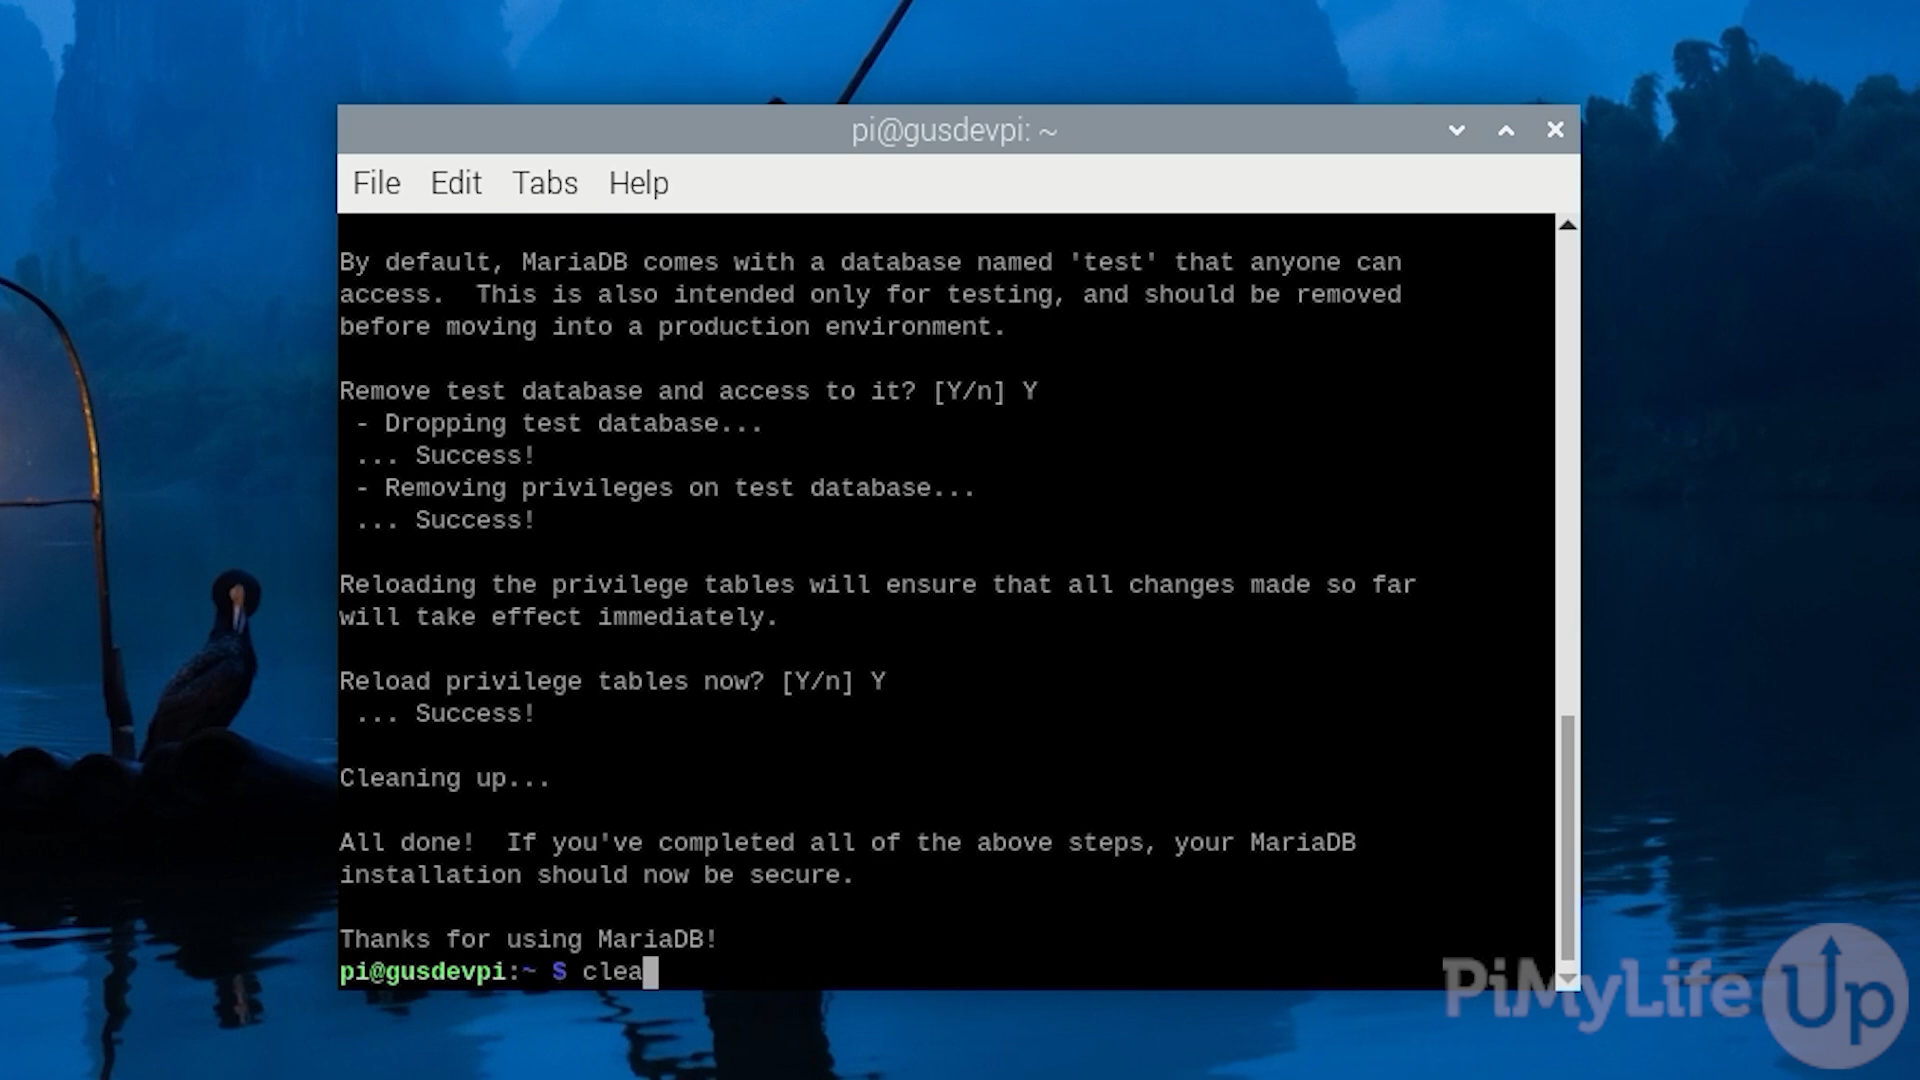 pi@gusdevpi: ~
File Edit Tabs Help
By default, MariaDB comes with a database named 'test' that anyone can
access.  This is also intended only for testing, and should be removed
before moving into a production environment.
Remove test database and access to it? [Y/n] Y
 - Dropping test database...
 ... Success!
 - Removing privileges on test database...
 ... Success!
Reloading the privilege tables will ensure that all changes made so far
will take effect immediately.
Reload privilege tables now? [Y/n] Y
 ... Success!
Cleaning up...
All done!  If you've completed all of the above steps, your MariaDB
installation should now be secure.
Thanks for using MariaDB!
pi@gusdevpi:~ $ clea
PiMyLifeUp